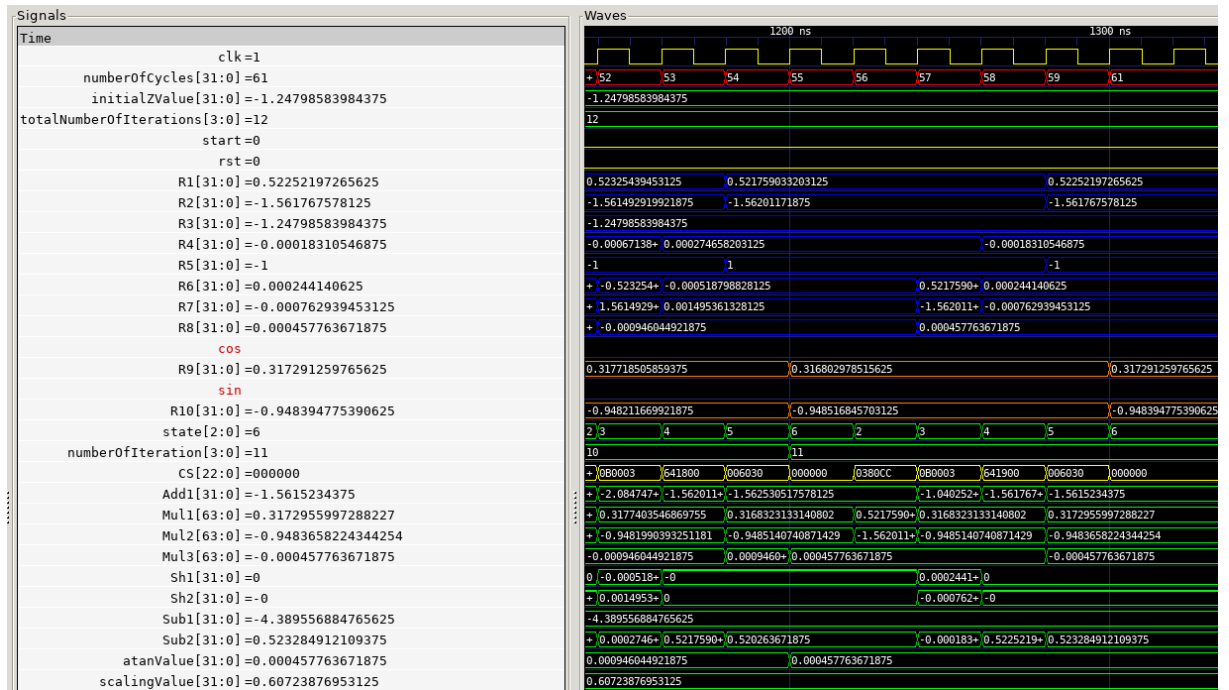 Signals
Waves
Time
1200 ns 1300 ns
clk=1
numberOfCycles[31:0]=61 + 52 53 54 55 56 57 58 59 61
initialZValue[31:0]=-1.24798583984375 -1.24798583984375
totalNumberOfIterations[3:0]=12 12
start=0
rst=0
R1[31:0]=0.52252197265625 0.52325439453125 0.521759033203125 0.52252197265625
R2[31:0]=-1.561767578125 -1.561492919921875 -1.56201171875 -1.561767578125
R3[31:0]=-1.24798583984375 -1.24798583984375
R4[31:0]=-0.00018310546875 -0.00067138+ 0.000274658203125 -0.00018310546875
R5[31:0]=-1 -1 1 -1
R6[31:0]=0.000244140625 + -0.523254+ -0.000518798828125 0.5217590+ 0.000244140625
R7[31:0]=-0.000762939453125 + 1.5614929+ 0.001495361328125 -1.562011+ -0.000762939453125
R8[31:0]=0.000457763671875 + -0.000946044921875 0.000457763671875
cos
R9[31:0]=0.317291259765625 0.317718505859375 0.316802978515625 0.317291259765625
sin
R10[31:0]=-0.948394775390625 -0.948211669921875 -0.948516845703125 -0.948394775390625
state[2:0]=6 2 3 4 5 6 2 3 4 5 6
numberOfIteration[3:0]=11 10 11
CS[22:0]=000000 + 0B0003 641800 006030 000000 0380CC 0B0003 641900 006030 000000
Add1[31:0]=-1.5615234375 + -2.084747+ -1.562011+ -1.562530517578125 -1.040252+ -1.561767+ -1.5615234375
Mul1[63:0]=0.3172955997288227 + 0.3177403546869755 0.3168323133140802 0.5217590+ 0.3168323133140802 0.3172955997288227
Mul2[63:0]=-0.9483658224344254 + -0.9481990393251181 -0.9485140740871429 -1.562011+ -0.9485140740871429 -0.9483658224344254
Mul3[63:0]=-0.000457763671875 -0.000946044921875 0.0009460+ 0.000457763671875 -0.000457763671875
Sh1[31:0]=0 0 -0.000518+ -0 0.0002441+ 0
Sh2[31:0]=-0 + 0.0014953+ 0 -0.000762+ -0
Sub1[31:0]=-4.389556884765625 -4.389556884765625
Sub2[31:0]=0.523284912109375 + 0.0002746+ 0.5217590+ 0.520263671875 -0.000183+ 0.5225219+ 0.523284912109375
atanValue[31:0]=0.000457763671875 0.000946044921875 0.000457763671875
scalingValue[31:0]=0.60723876953125 0.60723876953125